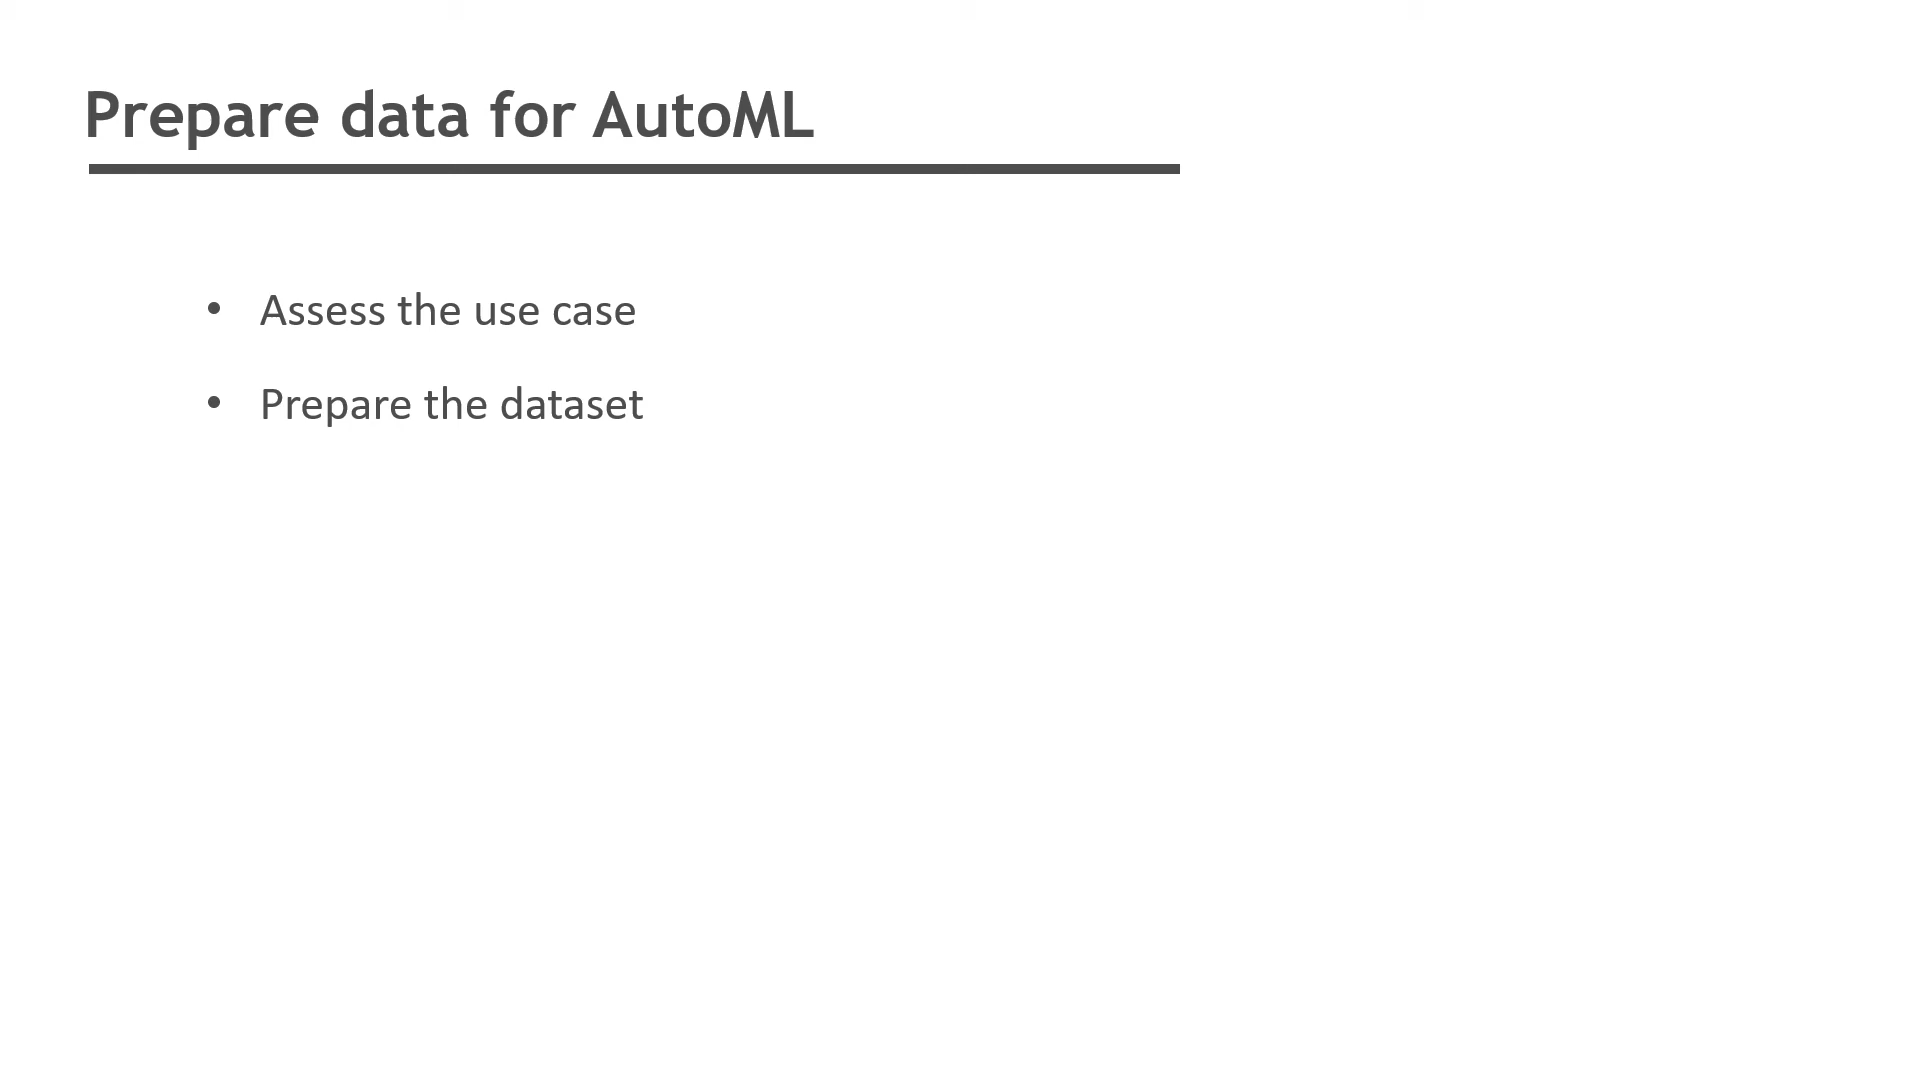 Prepare data for AutoML
• Assess the use case
• Prepare the dataset